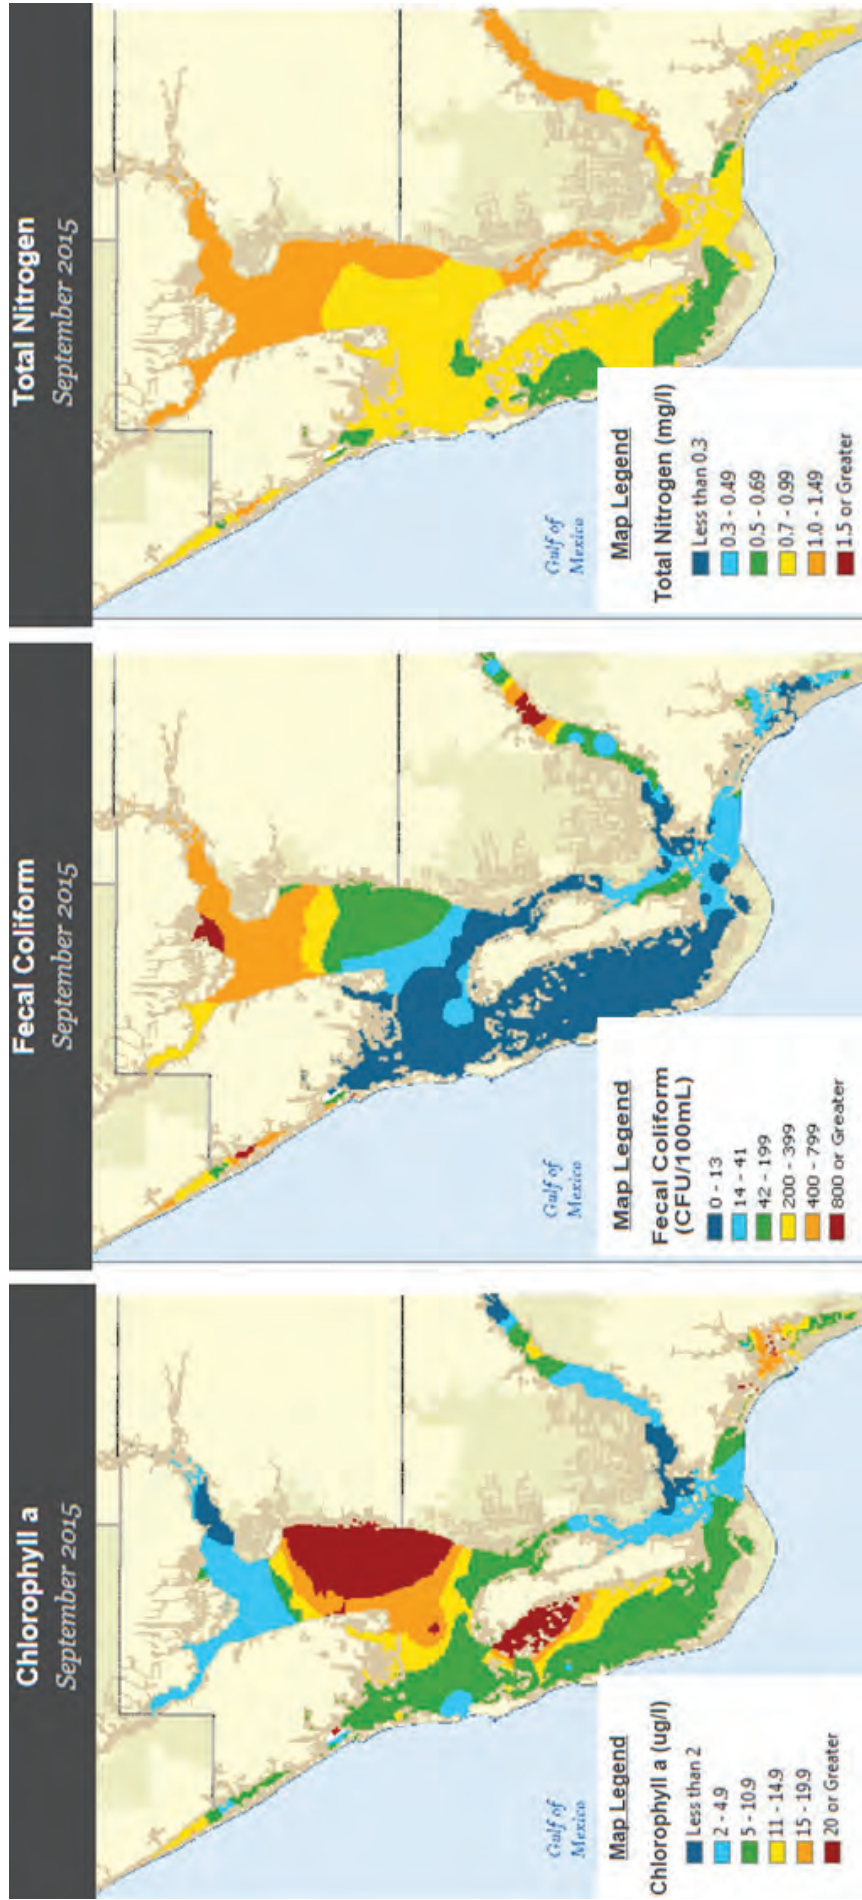 Chlorophyll a
September 2015
Gulf of
Mexico
Map Legend
Chlorophyll a (ug/l)
Less than 2
2 - 4.9
5 - 10.9
11 - 14.9
15 - 19.9
20 or Greater
Fecal Coliform
September 2015
Gulf of
Mexico
Map Legend
Fecal Coliform
(CFU/100mL)
0 - 13
14 - 41
42 - 199
200 - 399
400 - 799
800 or Greater
Total Nitrogen
September 2015
Gulf of
Mexico
Map Legend
Total Nitrogen (mg/l)
Less than 0.3
0.3 - 0.49
0.5 - 0.69
0.7 - 0.99
1.0 - 1.49
1.5 or Greater